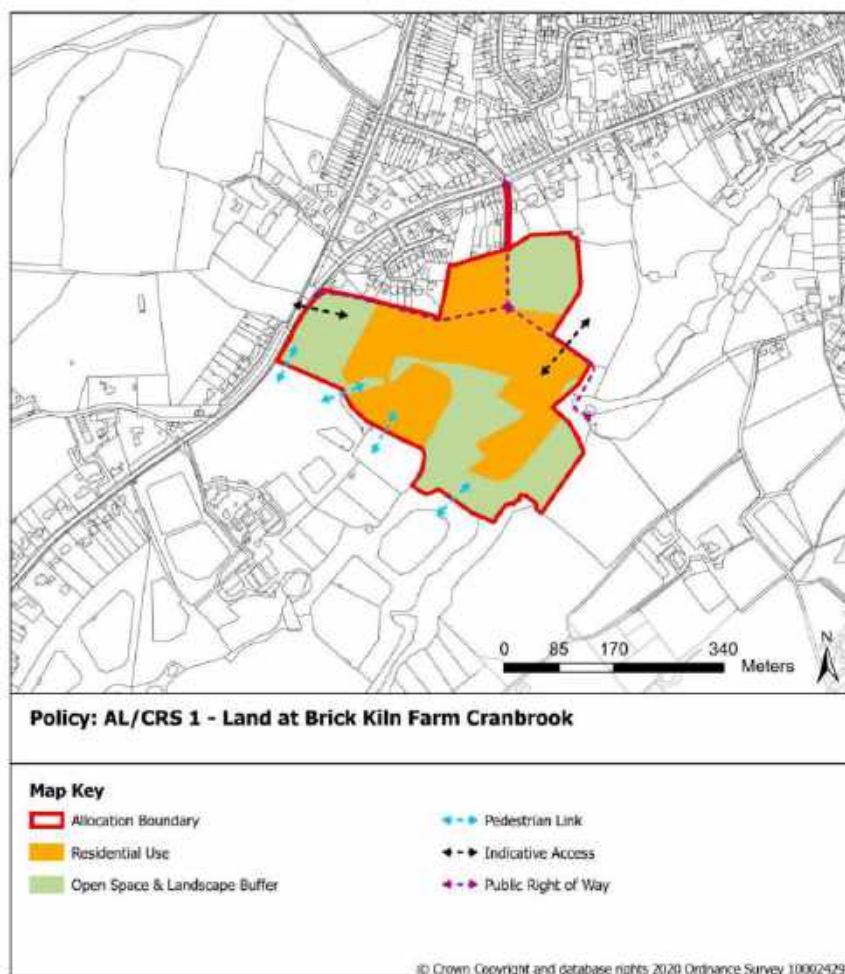 0 85 170 340
Meters
N
Policy: AL/CRS 1 - Land at Brick Kiln Farm Cranbrook
Map Key
Allocation Boundary
Residential Use
Open Space & Landscape Buffer
Pedestrian Link
Indicative Access
Public Right of Way
© Crown Copyright and database rights 2020 Ordnance Survey 10002429